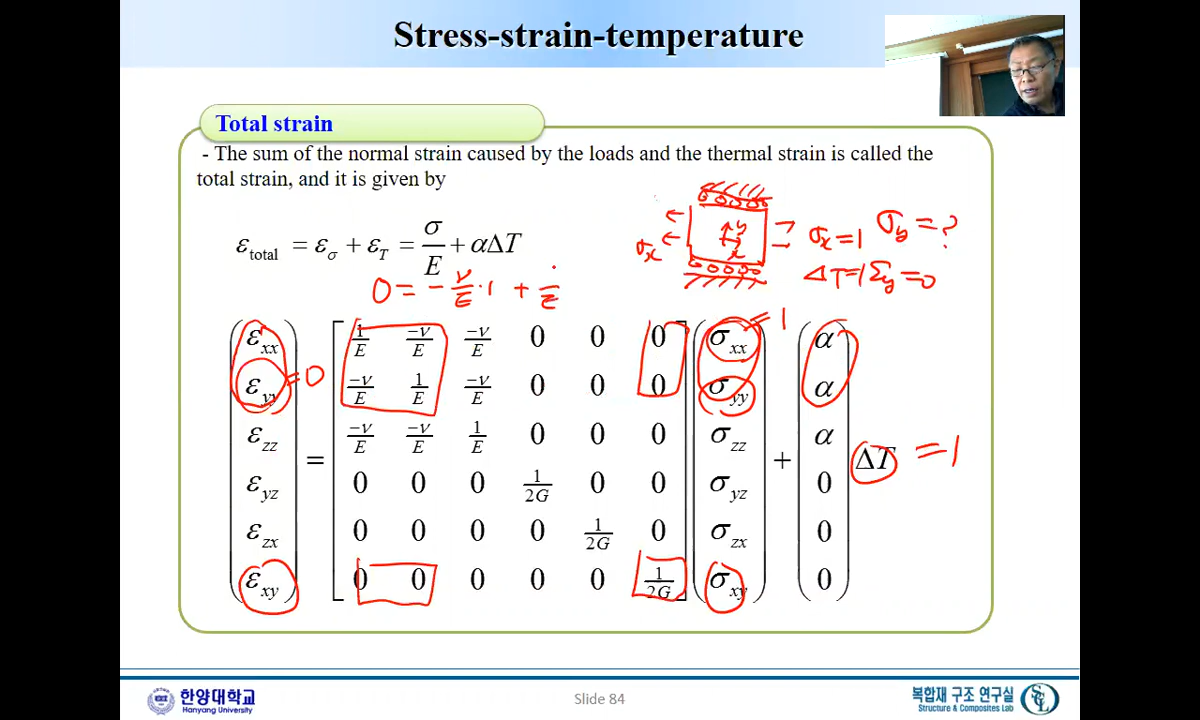 Stress-strain-temperature
Total strain
- The sum of the normal strain caused by the loads and the thermal strain is called the
total strain, and it is given by
ε_total = ε_σ + ε_T = σ/E + αΔT
σx
y
x
σx = 1 σy = ?
ΔT = 1 Σy = 0
0 = - ν/E · 1 + 1/E
ε_xx 1/E -ν/E -ν/E 0 0 0 σ_xx = 1 α
ε_yy = 0 -ν/E 1/E -ν/E 0 0 0 σ_yy α
ε_zz -ν/E -ν/E 1/E 0 0 0 σ_zz α
= + ΔT = 1
ε_yz 0 0 0 1/2G 0 0 σ_yz 0
ε_zx 0 0 0 0 1/2G 0 σ_zx 0
ε_xy 0 0 0 0 0 1/2G σ_xy 0
한양대학교
Hanyang University
Slide 84
복합재 구조 연구실
Structure & Composites Lab